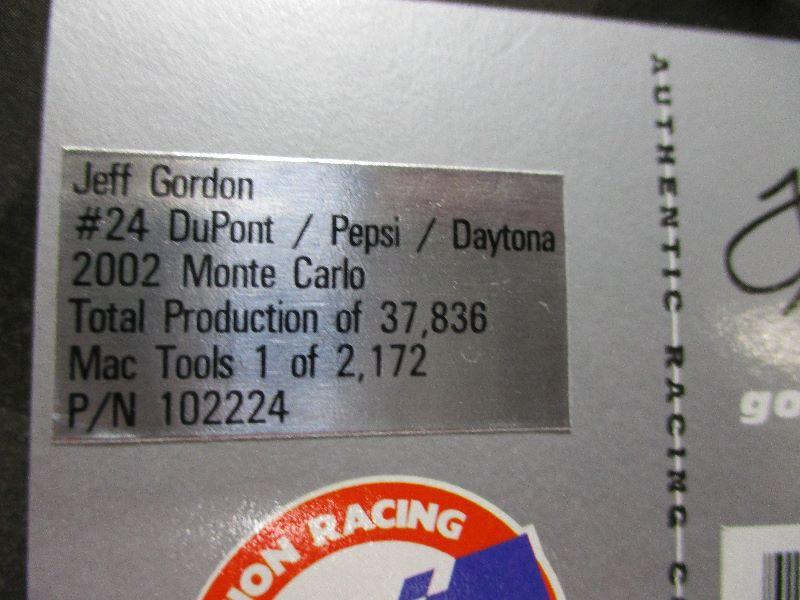 Jeff Gordon
#24 DuPont / Pepsi / Daytona
2002 Monte Carlo
Total Production of 37,836
Mac Tools 1 of 2,172
P/N 102224
AUTHENTIC RACING
RACING